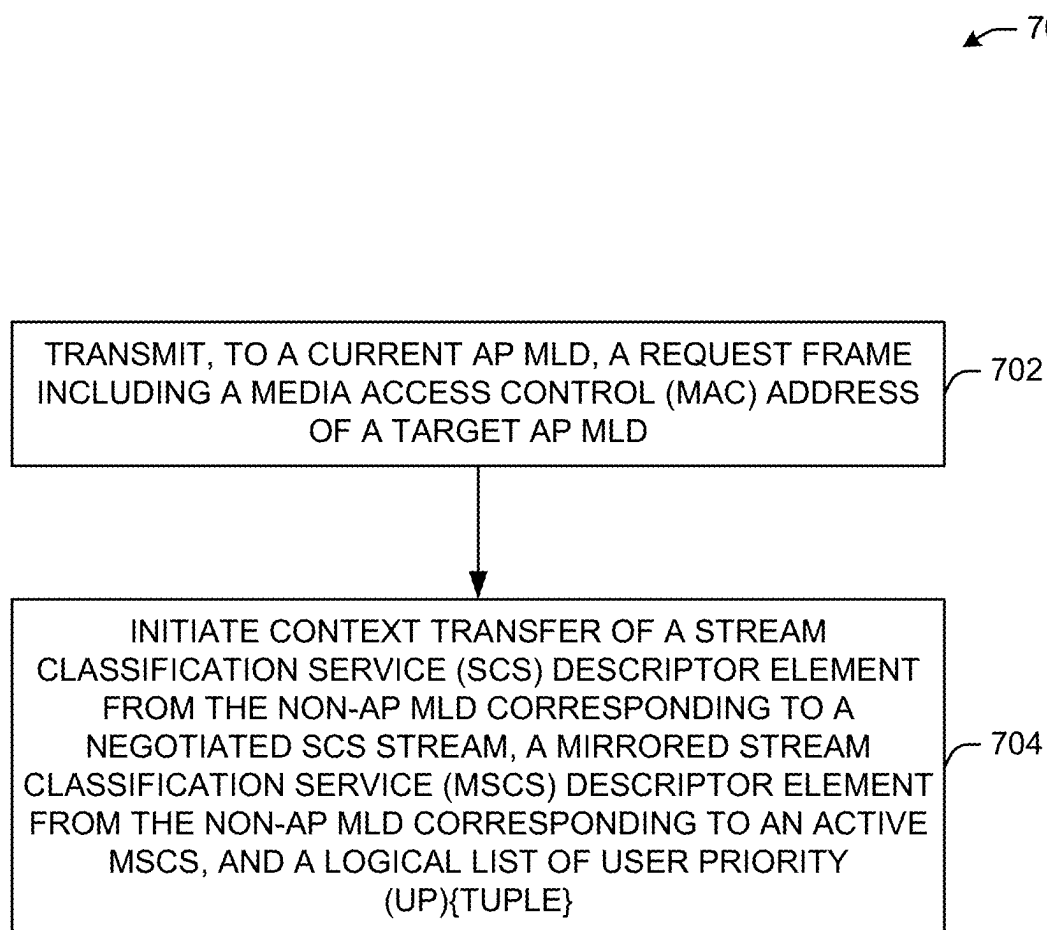 TRANSMIT, TO A CURRENT AP MLD, A REQUEST FRAME
INCLUDING A MEDIA ACCESS CONTROL (MAC) ADDRESS
OF A TARGET AP MLD
702
INITIATE CONTEXT TRANSFER OF A STREAM
CLASSIFICATION SERVICE (SCS) DESCRIPTOR ELEMENT
FROM THE NON-AP MLD CORRESPONDING TO A
NEGOTIATED SCS STREAM, A MIRRORED STREAM
CLASSIFICATION SERVICE (MSCS) DESCRIPTOR ELEMENT
FROM THE NON-AP MLD CORRESPONDING TO AN ACTIVE
MSCS, AND A LOGICAL LIST OF USER PRIORITY
(UP){TUPLE}
704